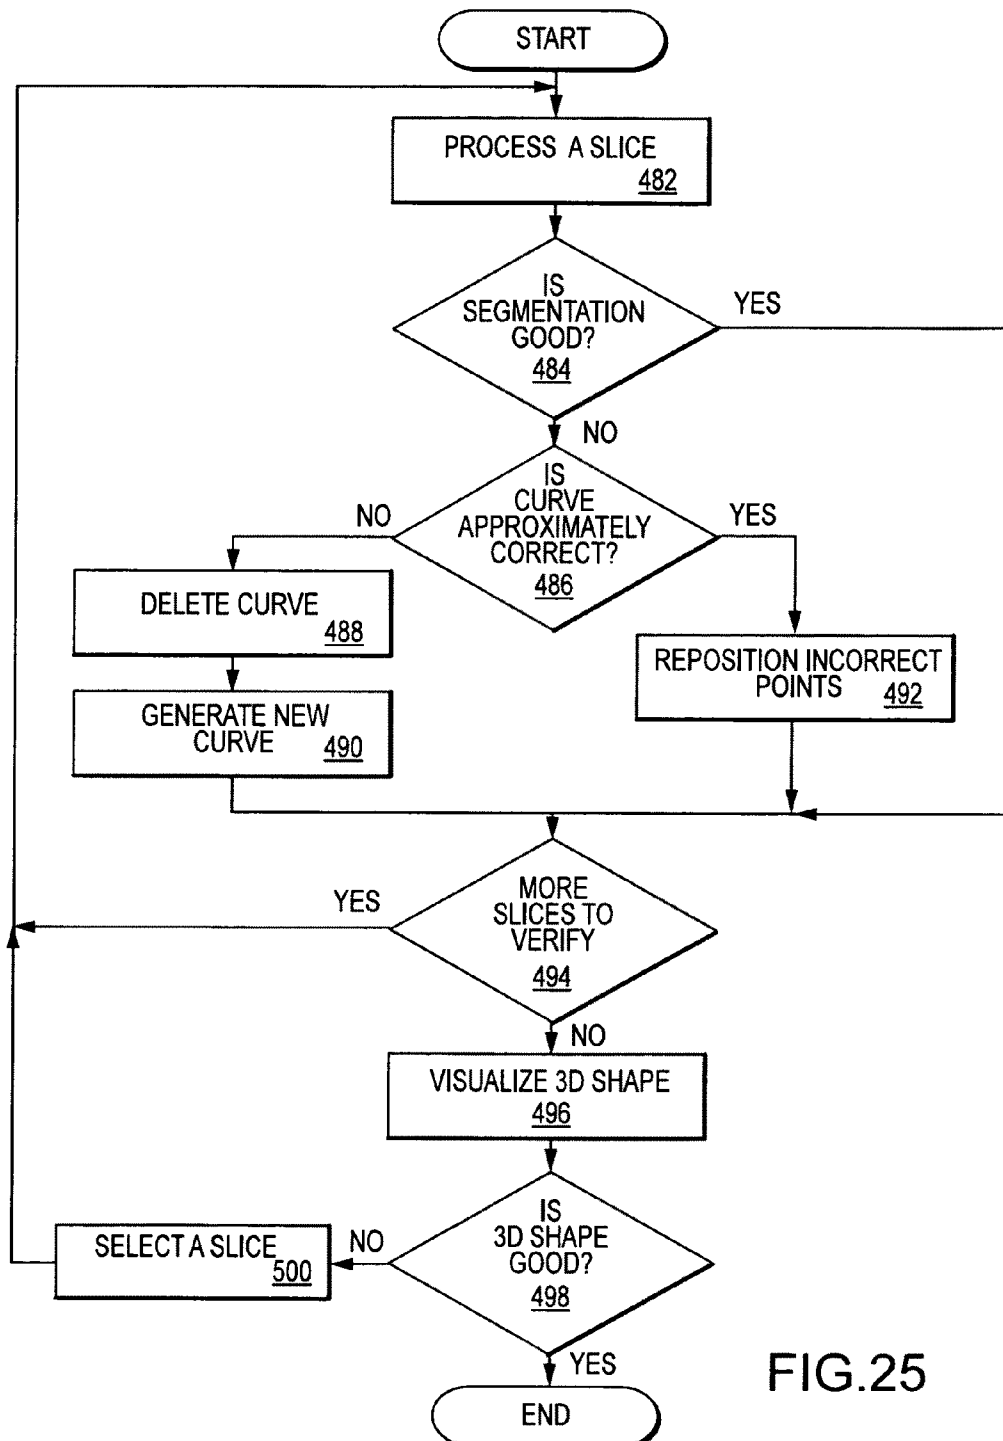 START
PROCESS A SLICE
482
IS
SEGMENTATION
GOOD?
484
YES
NO
IS
CURVE
APPROXIMATELY
CORRECT?
486
NO
YES
DELETE CURVE
488
REPOSITION INCORRECT
POINTS 492
GENERATE NEW
CURVE 490
MORE
SLICES TO
VERIFY
494
YES
NO
VISUALIZE 3D SHAPE
496
IS
3D SHAPE
GOOD?
498
NO
SELECT A SLICE
500
YES
END
FIG.25